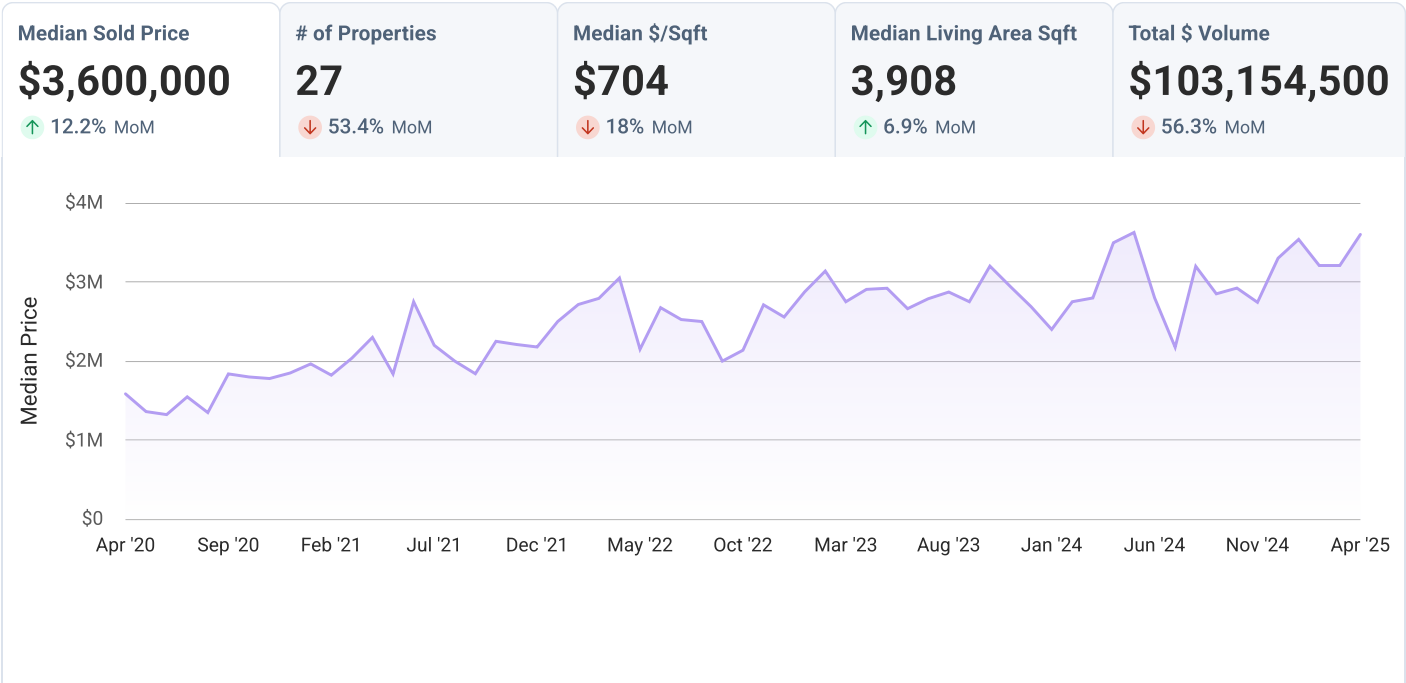 Median Sold Price
$3,600,000
12.2% MoM
# of Properties
27
53.4% MoM
Median $/Sqft
$704
18% MoM
Median Living Area Sqft
3,908
6.9% MoM
Total $ Volume
$103,154,500
56.3% MoM
Median Price
$4M
$3M
$2M
$1M
$0
Apr '20 Sep '20 Feb '21 Jul '21 Dec '21 May '22 Oct '22 Mar '23 Aug '23 Jan '24 Jun '24 Nov '24 Apr '25